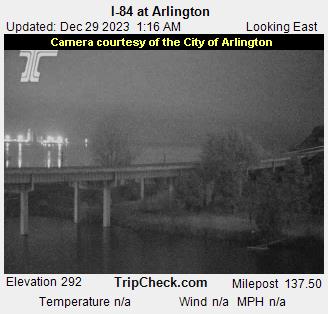 I-84 at Arlington
Updated: Dec 29 2023 1:16 AM Looking East
Camera courtesy of the City of Arlington
Elevation 292 TripCheck.com Milepost 137.50
Temperature n/a Wind n/a MPH n/a